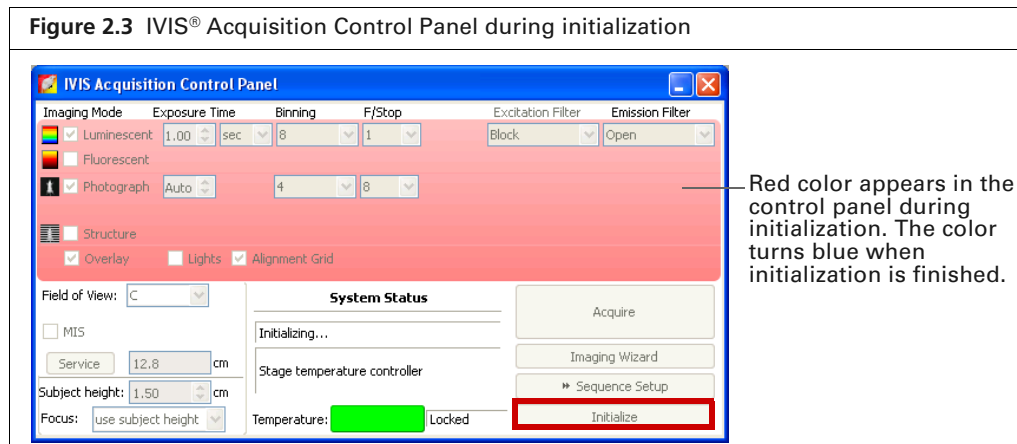 Figure 2.3 IVIS® Acquisition Control Panel during initialization
IVIS Acquisition Control Panel
Imaging Mode Exposure Time Binning F/Stop Excitation Filter Emission Filter
Luminescent 1.00 sec 8 1 Block Open
Fluorescent
Photograph Auto 4 8
Structure
Overlay Lights Alignment Grid
Red color appears in the
control panel during
initialization. The color
turns blue when
initialization is finished.
Field of View: C
MIS
Service 12.8 cm
Subject height: 1.50 cm
Focus: use subject height
System Status
Initializing...
Stage temperature controller
Temperature: Locked
Acquire
Imaging Wizard
Sequence Setup
Initialize